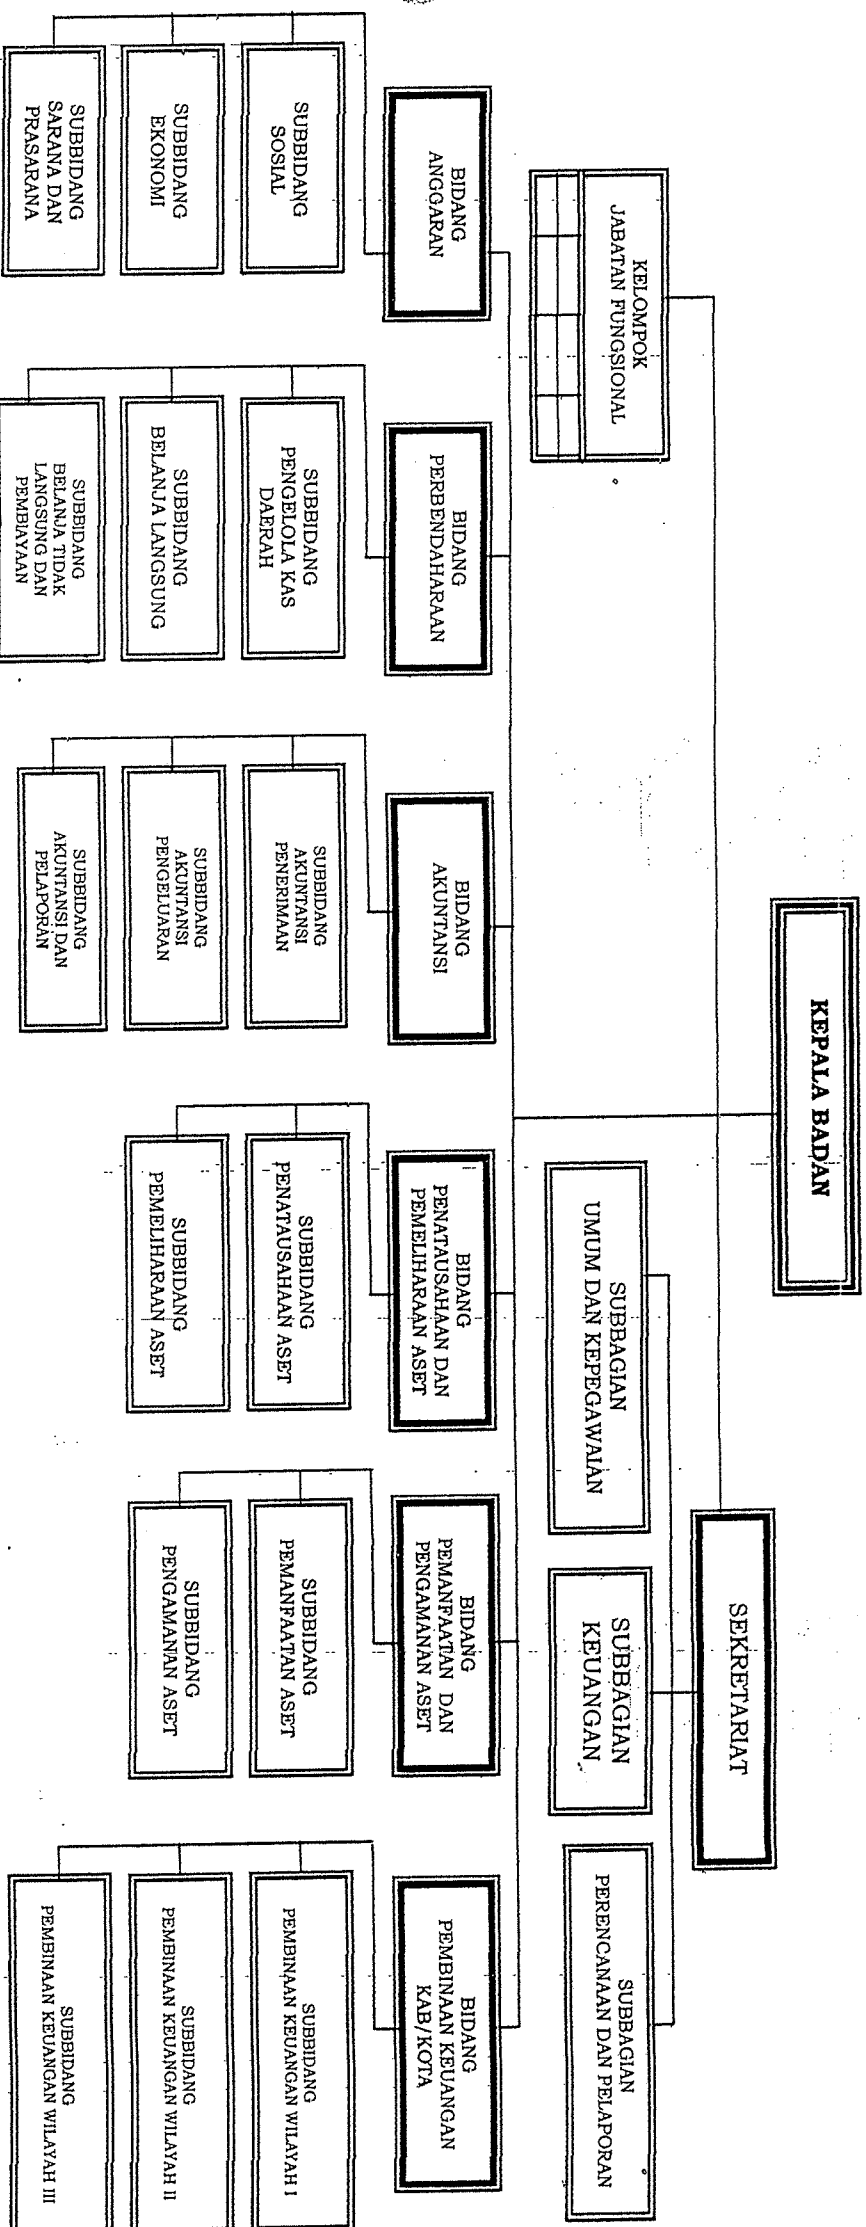 KEPALA BADAN
SEKRETARIAT
KELOMPOK
JABATAN FUNGSIONAL
SUBBAGIAN
UMUM DAN KEPEGAWAIAN
SUBBAGIAN
KEUANGAN
SUBBAGIAN
PERENCANAAN DAN PELAPORAN
BIDANG
ANGGARAN
BIDANG
PERBENDAHARAAN
BIDANG
AKUNTANSI
BIDANG
PENATAUSAHAAN DAN
PEMELIHARAAN ASET
BIDANG
PEMANFAATAN DAN
PENGAMANAN ASET
BIDANG
PEMBINAAN KEUANGAN
KAB/KOTA
SUBBIDANG
SOSIAL
SUBBIDANG
PENGELOLA KAS
DAERAH
SUBBIDANG
AKUNTANSI
PENERIMAAN
SUBBIDANG
PENATAUSAHAAN ASET
SUBBIDANG
PEMANFAATAN ASET
SUBBIDANG
PEMBINAAN KEUANGAN WILAYAH I
SUBBIDANG
EKONOMI
SUBBIDANG
BELANJA LANGSUNG
SUBBIDANG
AKUNTANSI
PENGELUARAN
SUBBIDANG
PEMELIHARAAN ASET
SUBBIDANG
PENGAMANAN ASET
SUBBIDANG
PEMBINAAN KEUANGAN WILAYAH II
SUBBIDANG
SARANA DAN
PRASARANA
SUBBIDANG
BELANJA TIDAK
LANGSUNG DAN
PEMBIAYAAN
SUBBIDANG
AKUNTANSI DAN
PELAPORAN
SUBBIDANG
PEMBINAAN KEUANGAN WILAYAH III